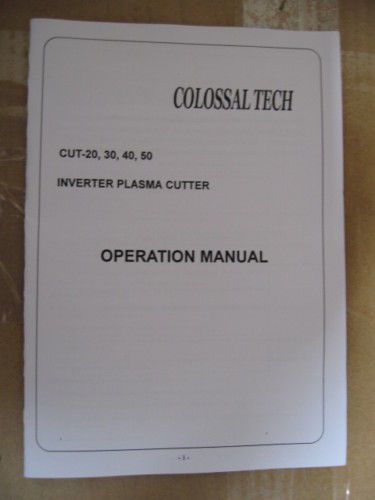 COLOSSAL TECH
CUT-20, 30, 40, 50
INVERTER PLASMA CUTTER
OPERATION MANUAL
-1-